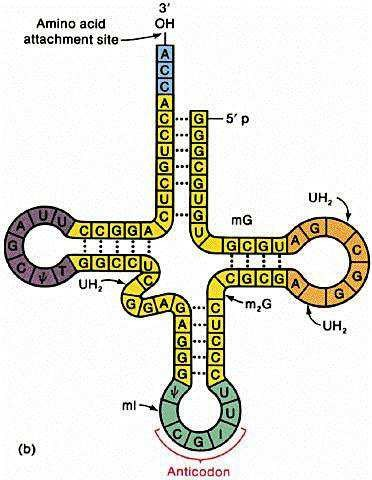 3'
OH
Amino acid
attachment site
A
C
C
A
C
C
U
G
C
U
C
5' p
G
G
G
C
G
U
G
U
mG
G C G U
UH2
A G C G G A
UH2
C G C G
m2G
U U A G A C ψ T
C C G G A
G G C C U
C
UH2
G G A G
A
G
G
G
C
U
C
C
C
ψ
mI
C G I U U
(b)
Anticodon